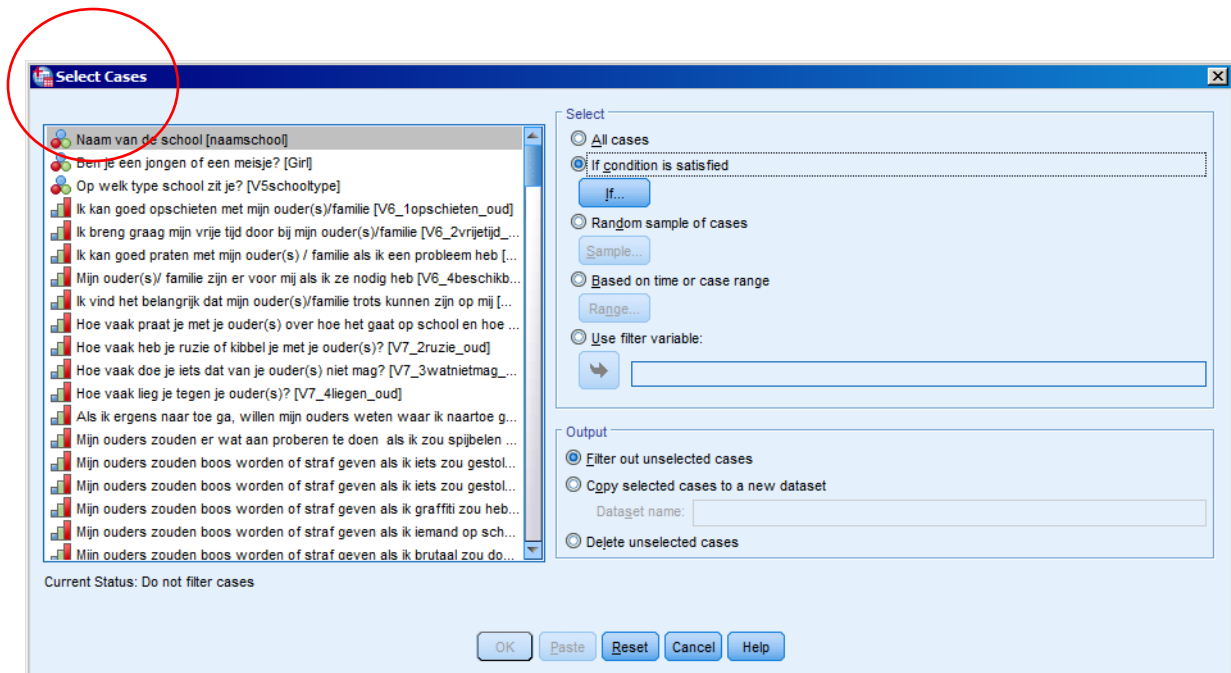 Select Cases
Naam van de school [naamschool]
Ben je een jongen of een meisje? [Girl]
Op welk type school zit je? [V5schooltype]
Ik kan goed opschieten met mijn ouder(s)/familie [V6_1opschieten_oud]
Ik breng graag mijn vrije tijd door bij mijn ouder(s)/familie [V6_2vrijetijd_...
Ik kan goed praten met mijn ouder(s) / familie als ik een probleem heb [...
Mijn ouder(s)/ familie zijn er voor mij als ik ze nodig heb [V6_4beschikb...
Ik vind het belangrijk dat mijn ouder(s)/familie trots kunnen zijn op mij [...
Hoe vaak praat je met je ouder(s) over hoe het gaat op school en hoe ...
Hoe vaak heb je ruzie of kibbel je met je ouder(s)? [V7_2ruzie_oud]
Hoe vaak doe je iets dat van je ouder(s) niet mag? [V7_3watnietmag_...
Hoe vaak lieg je tegen je ouder(s)? [V7_4liegen_oud]
Als ik ergens naar toe ga, willen mijn ouders weten waar ik naartoe g...
Mijn ouders zouden er wat aan proberen te doen als ik zou spijbelen ...
Mijn ouders zouden boos worden of straf geven als ik iets zou gestol...
Mijn ouders zouden boos worden of straf geven als ik iets zou gestol...
Mijn ouders zouden boos worden of straf geven als ik graffiti zou heb...
Mijn ouders zouden boos worden of straf geven als ik iemand op sch...
Mijn ouders zouden boos worden of straf geven als ik brutaal zou do...
Current Status: Do not filter cases
Select
All cases
If condition is satisfied
If...
Random sample of cases
Sample...
Based on time or case range
Range...
Use filter variable:
Output
Filter out unselected cases
Copy selected cases to a new dataset
Dataset name:
Delete unselected cases
OK Paste Reset Cancel Help